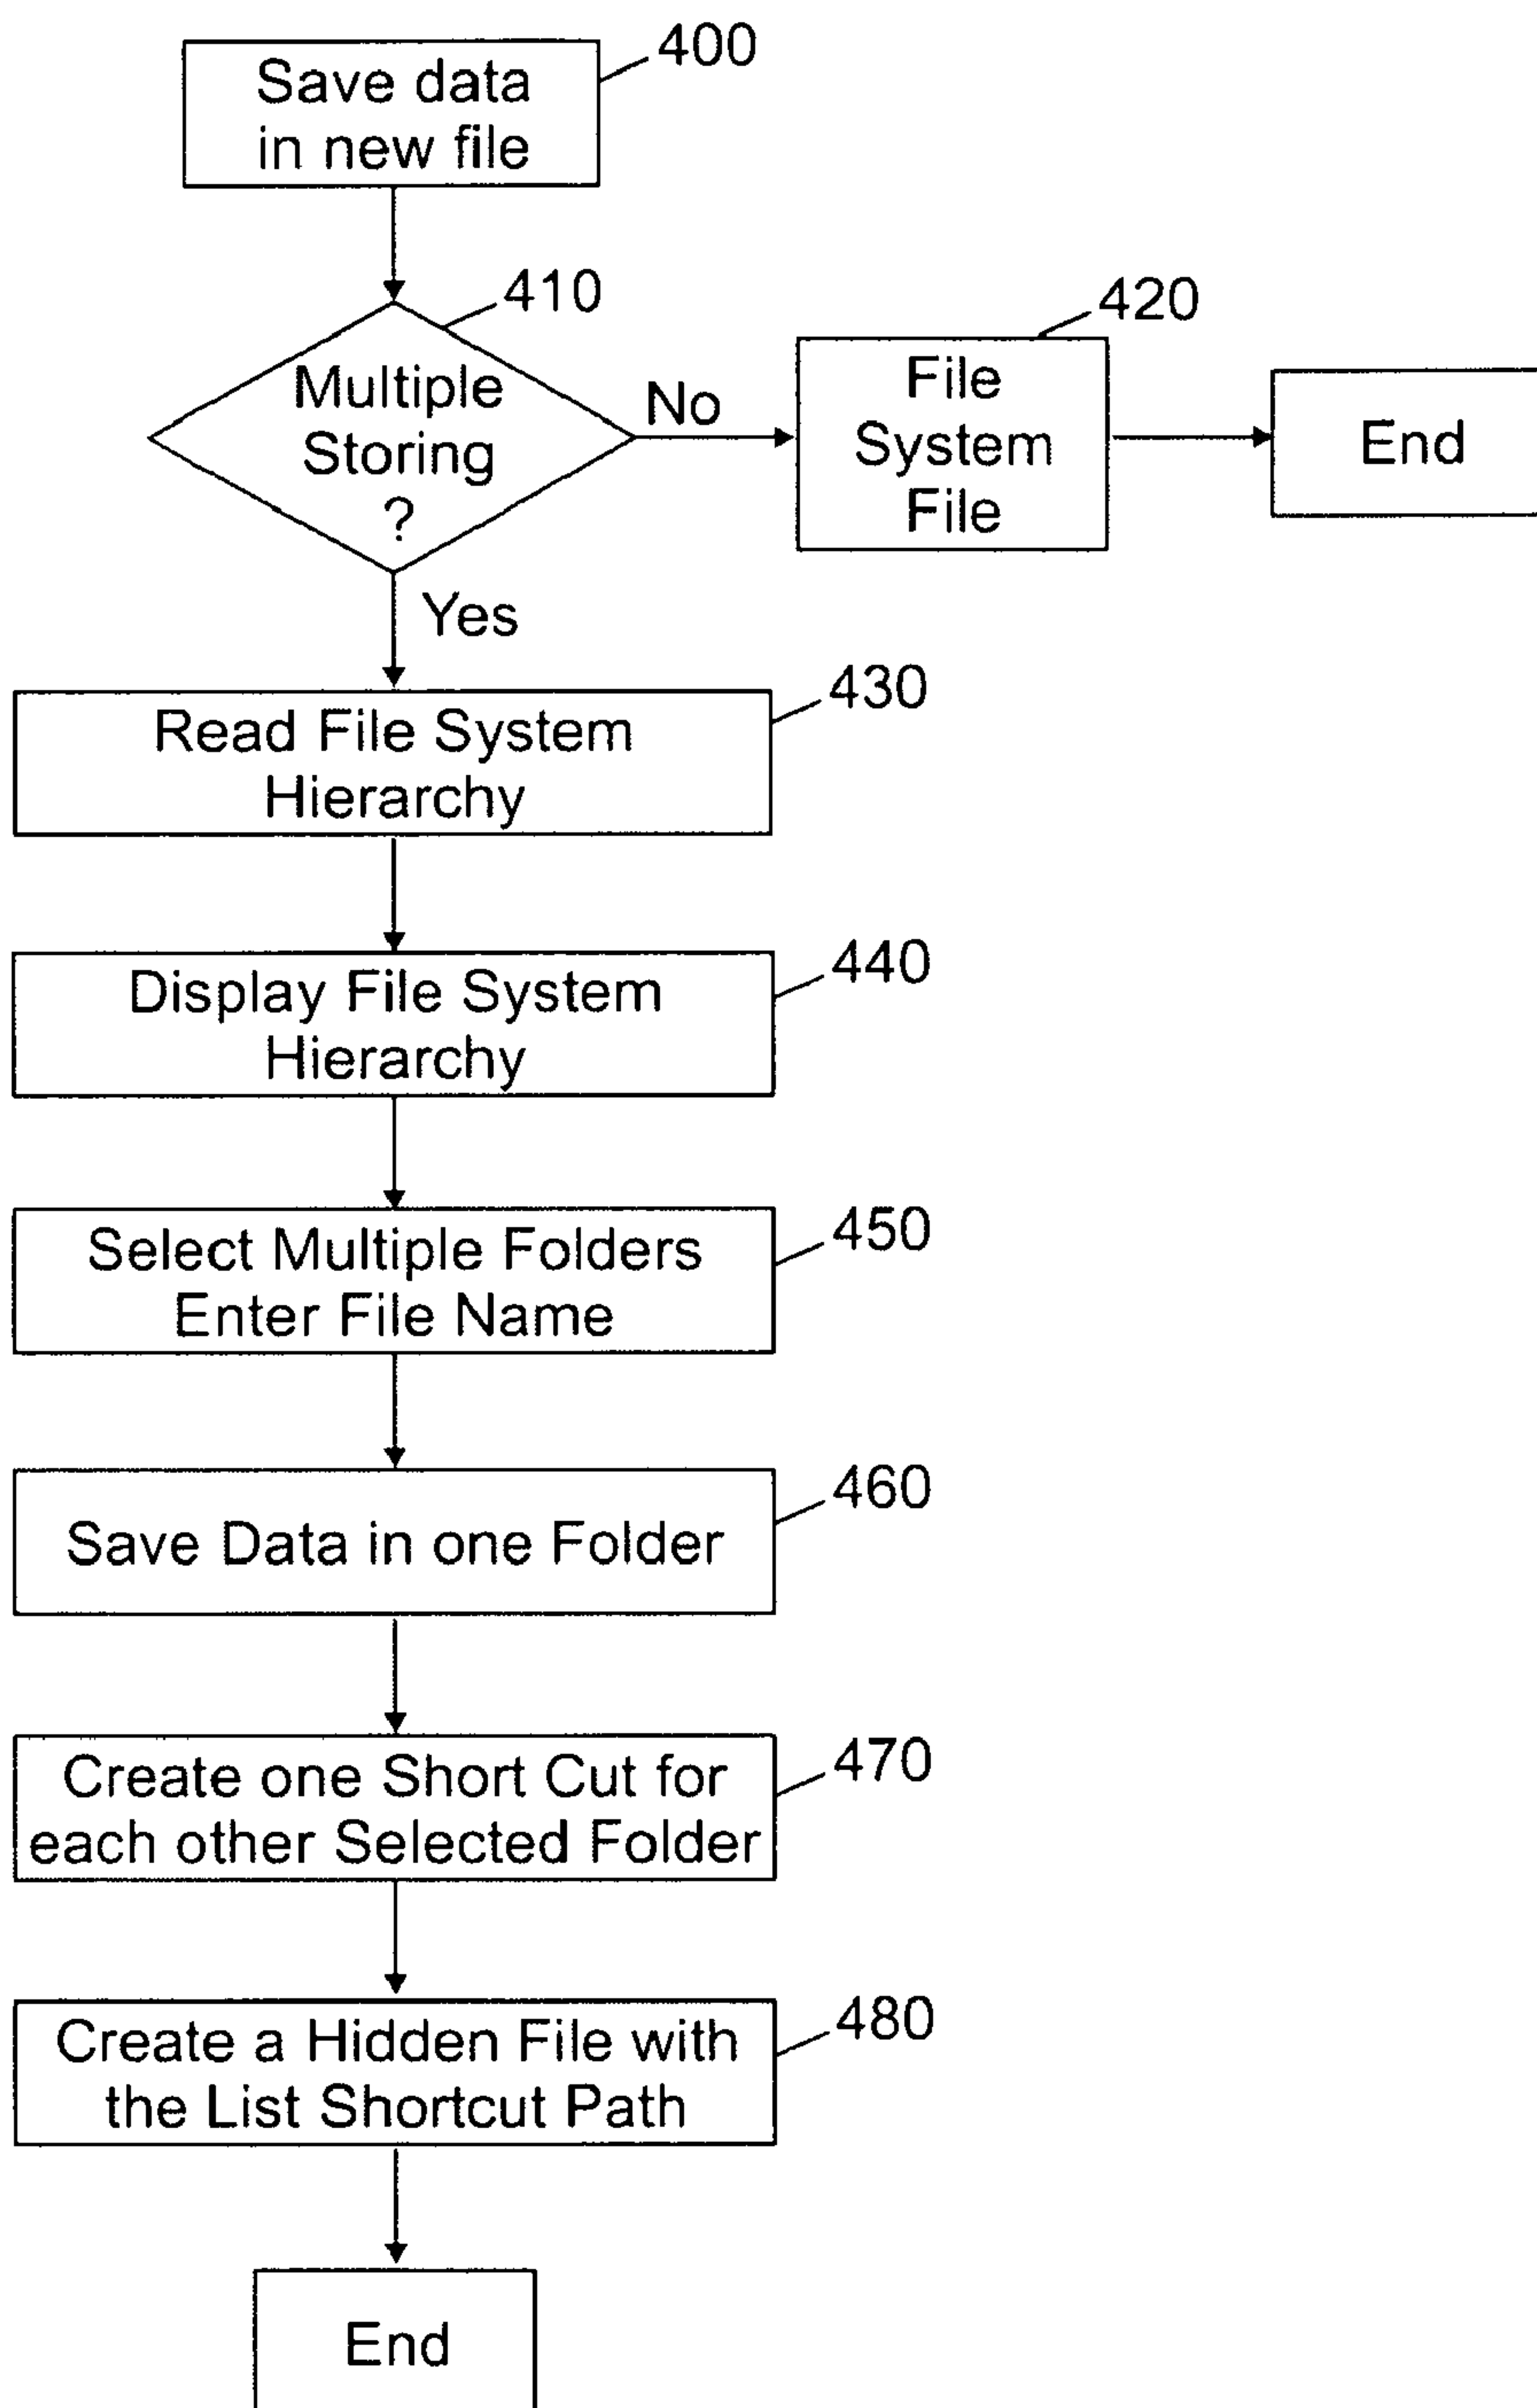 400
Save data
in new file
410
Multiple
Storing
?
No
420
File
System
File
End
Yes
430
Read File System
Hierarchy
440
Display File System
Hierarchy
450
Select Multiple Folders
Enter File Name
460
Save Data in one Folder
470
Create one Short Cut for
each other Selected Folder
480
Create a Hidden File with
the List Shortcut Path
End